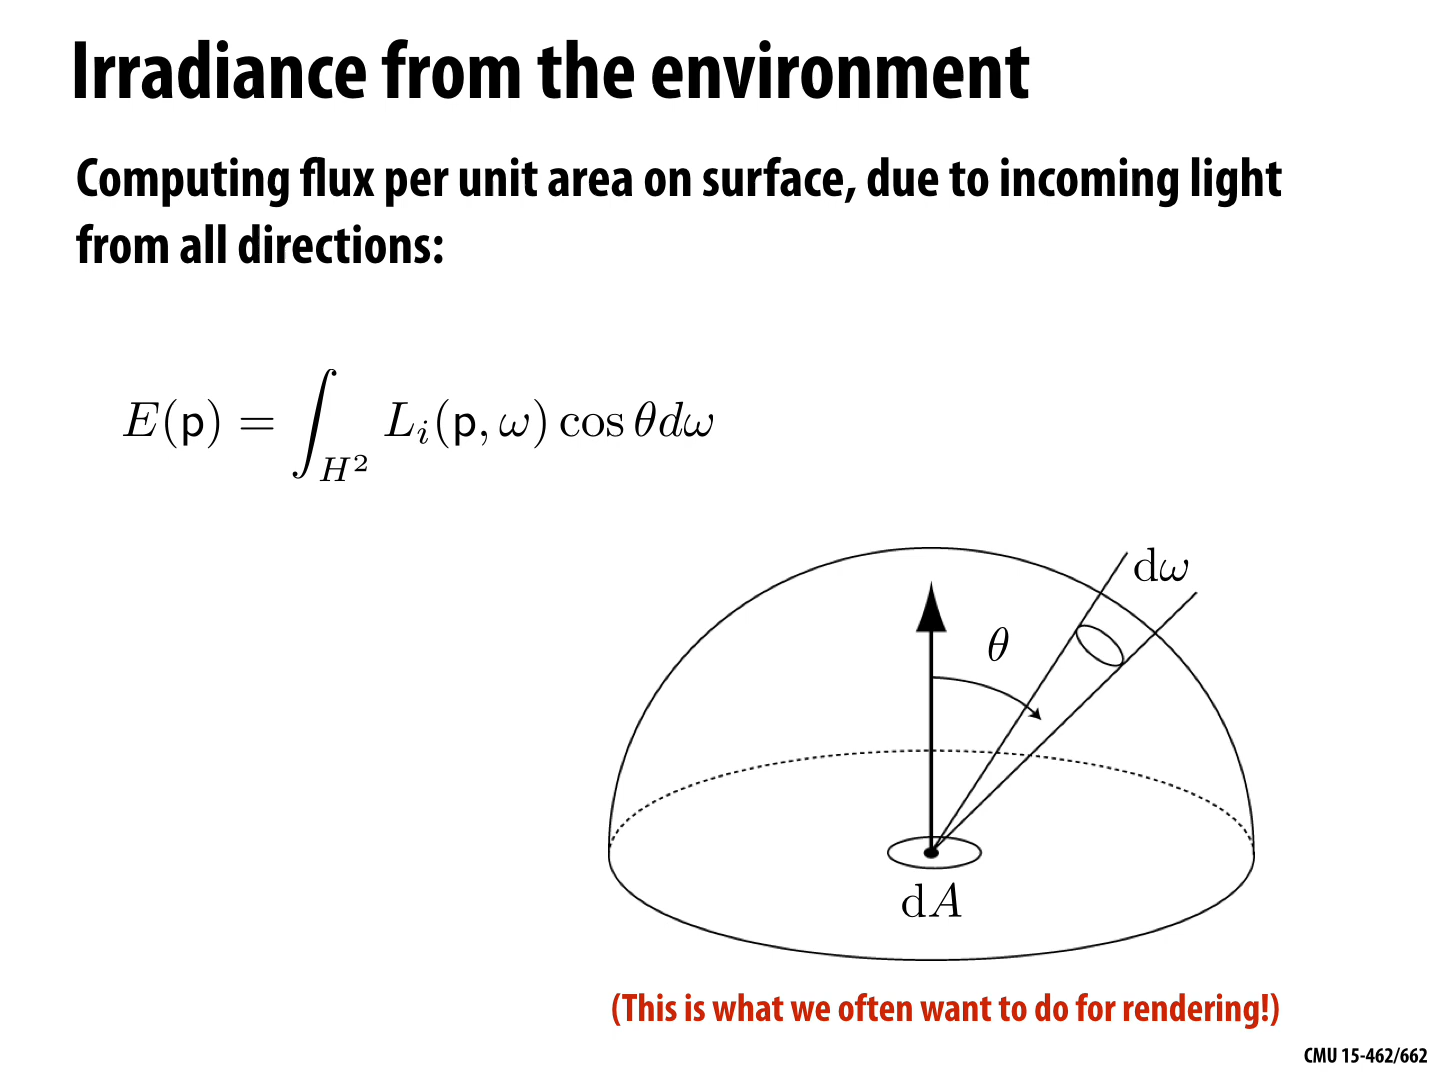 Irradiance from the environment
Computing flux per unit area on surface, due to incoming light
from all directions:
E(p) = ∫_{H²} L_i(p, ω) cos θdω
dω
θ
dA
(This is what we often want to do for rendering!)
CMU 15-462/662